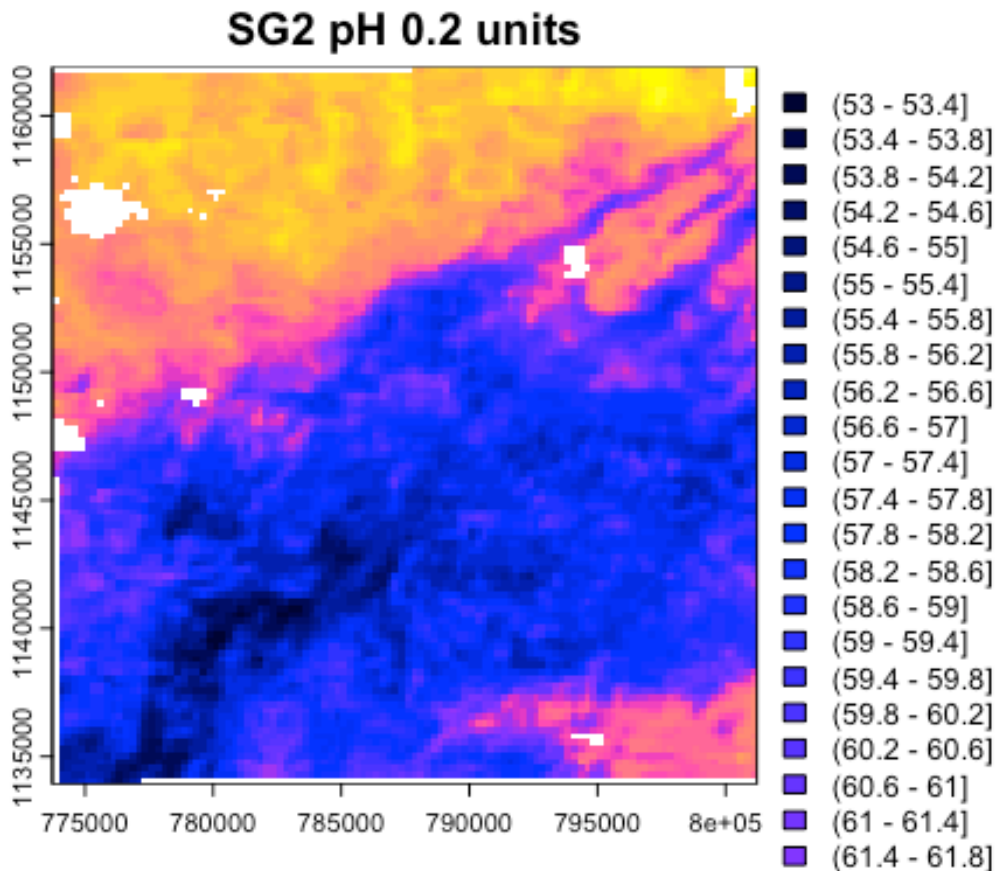 SG2 pH 0.2 units
1160000
1155000
1150000
1145000
1140000
1135000
775000
780000
785000
790000
795000
8e+05
(53 - 53.4]
(53.4 - 53.8]
(53.8 - 54.2]
(54.2 - 54.6]
(54.6 - 55]
(55 - 55.4]
(55.4 - 55.8]
(55.8 - 56.2]
(56.2 - 56.6]
(56.6 - 57]
(57 - 57.4]
(57.4 - 57.8]
(57.8 - 58.2]
(58.2 - 58.6]
(58.6 - 59]
(59 - 59.4]
(59.4 - 59.8]
(59.8 - 60.2]
(60.2 - 60.6]
(60.6 - 61]
(61 - 61.4]
(61.4 - 61.8]